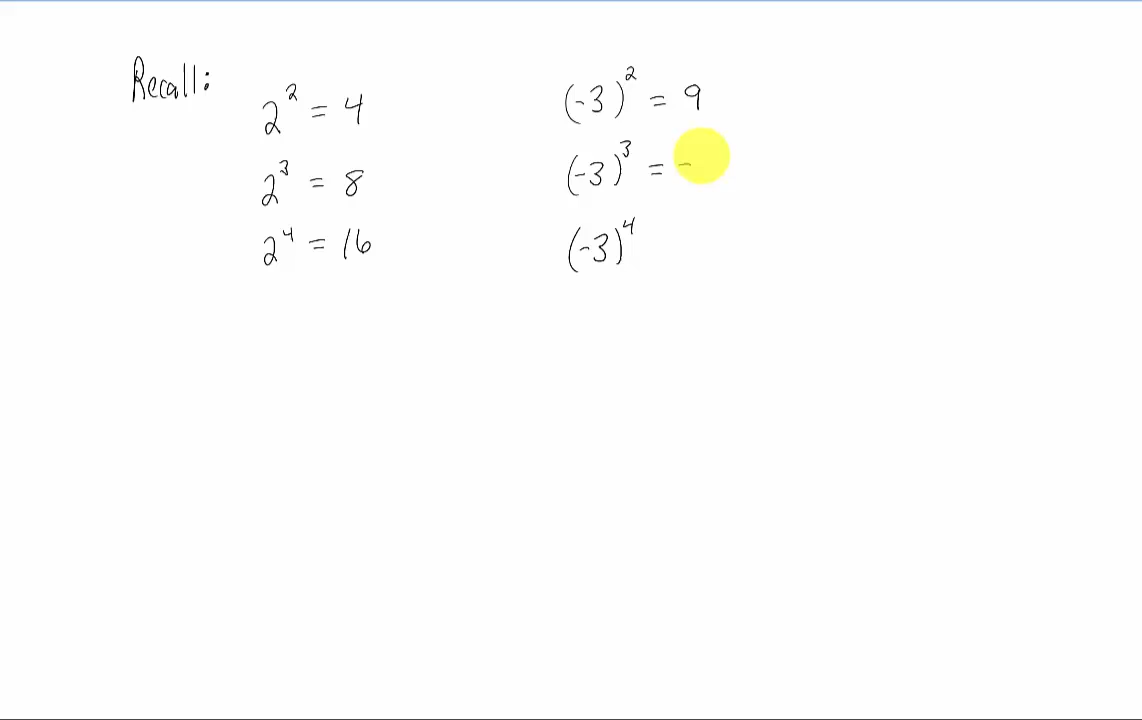 Recall:
2² = 4
2³ = 8
2⁴ = 16
(-3)² = 9
(-3)³ = -
(-3)⁴